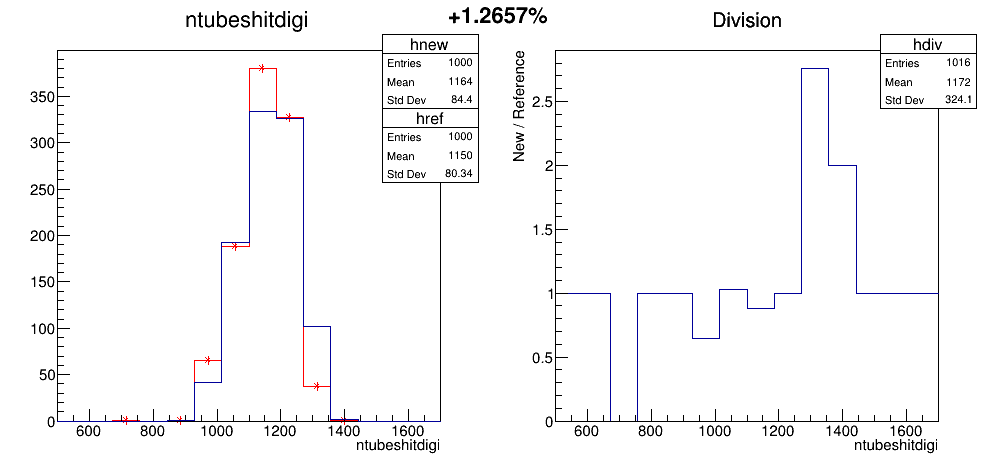 +1.2657%
ntubeshitdigi
hnew
Entries 1000
Mean 1164
Std Dev 84.4
href
Entries 1000
Mean 1150
Std Dev 80.34
350
300
250
200
150
100
50
0
600 800 1000 1200 1400 1600
ntubeshitdigi
Division
hdiv
Entries 1016
Mean 1172
Std Dev 324.1
New / Reference
2.5
2
1.5
1
0.5
0
600 800 1000 1200 1400 1600
ntubeshitdigi